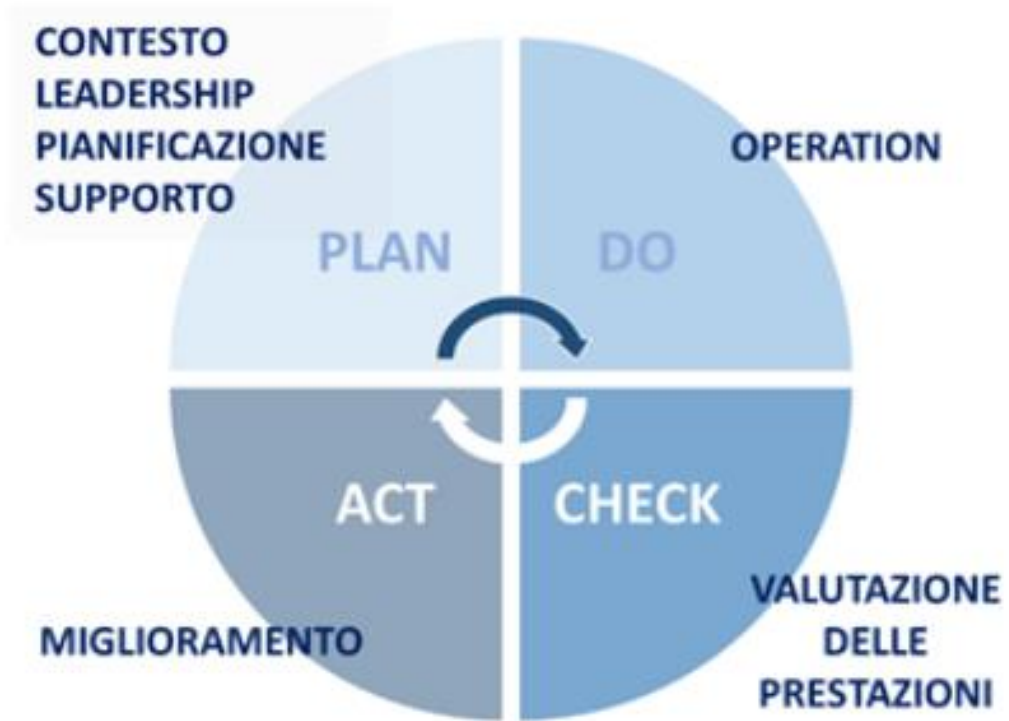 CONTESTO
LEADERSHIP
PIANIFICAZIONE
SUPPORTO
OPERATION
PLAN
DO
ACT
CHECK
MIGLIORAMENTO
VALUTAZIONE
DELLE
PRESTAZIONI